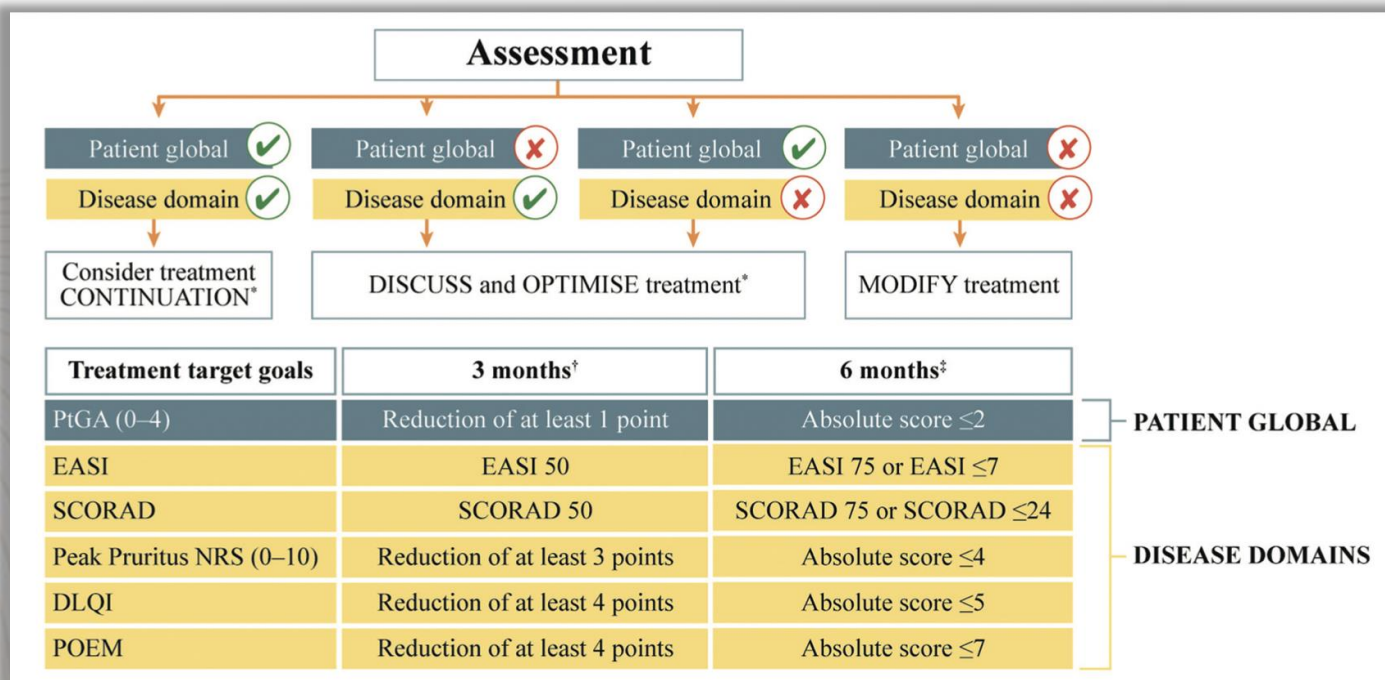 Assessment
Patient global
Disease domain
Patient global
Disease domain
Patient global
Disease domain
Patient global
Disease domain
Consider treatment
CONTINUATION*
DISCUSS and OPTIMISE treatment*
MODIFY treatment
Treatment target goals 3 months† 6 months‡
PtGA (0–4) Reduction of at least 1 point Absolute score ≤2
PATIENT GLOBAL
EASI EASI 50 EASI 75 or EASI ≤7
SCORAD SCORAD 50 SCORAD 75 or SCORAD ≤24
Peak Pruritus NRS (0–10) Reduction of at least 3 points Absolute score ≤4
DISEASE DOMAINS
DLQI Reduction of at least 4 points Absolute score ≤5
POEM Reduction of at least 4 points Absolute score ≤7